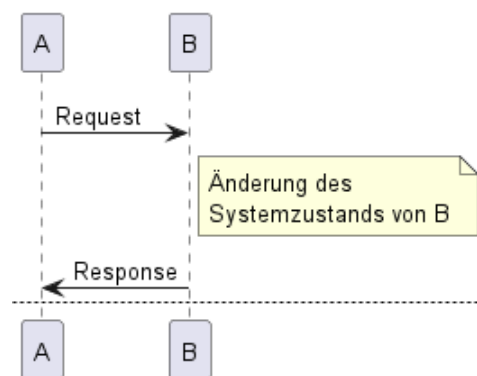 A
B
Request
Änderung des
Systemzustands von B
Response
A
B